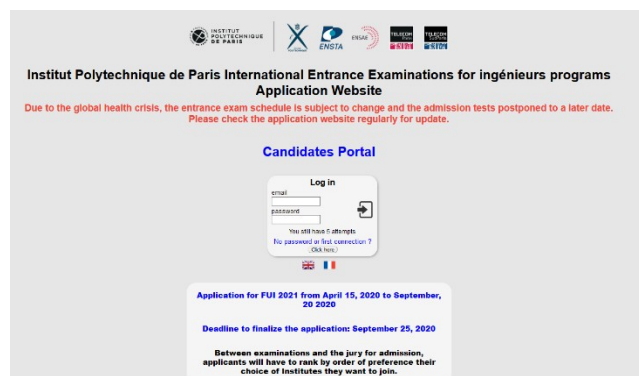 INSTITUT
POLYTECHNIQUE
DE PARIS
ENSTA
ENSAE
TELECOM
Paris
TELECOM
SudParis
Institut Polytechnique de Paris International Entrance Examinations for ingénieurs programs
Application Website
Due to the global health crisis, the entrance exam schedule is subject to change and the admission tests postponed to a later date.
Please check the application website regularly for update.
Candidates Portal
Log in
email
password
You still have 5 attempts
No password or first connection ?
Click here
Application for FUI 2021 from April 15, 2020 to September,
20 2020
Deadline to finalize the application: September 25, 2020
Between examinations and the jury for admission,
applicants will have to rank by order of preference their
choice of Institutes they want to join.